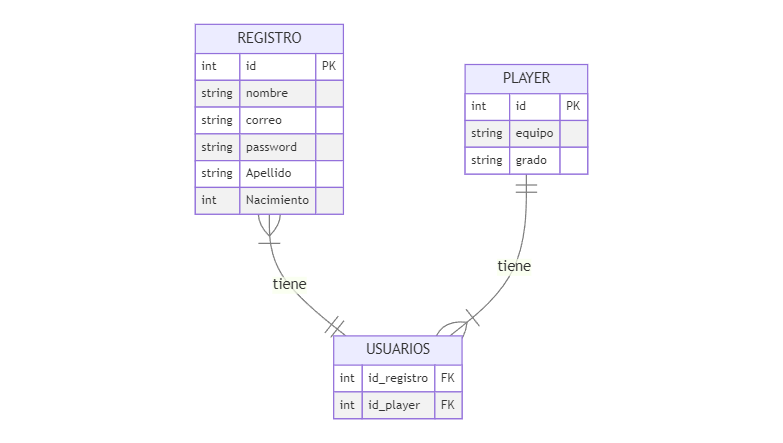 REGISTRO
int id PK
string nombre
string correo
string password
string Apellido
int Nacimiento
PLAYER
int id PK
string equipo
string grado
tiene
tiene
USUARIOS
int id_registro FK
int id_player FK